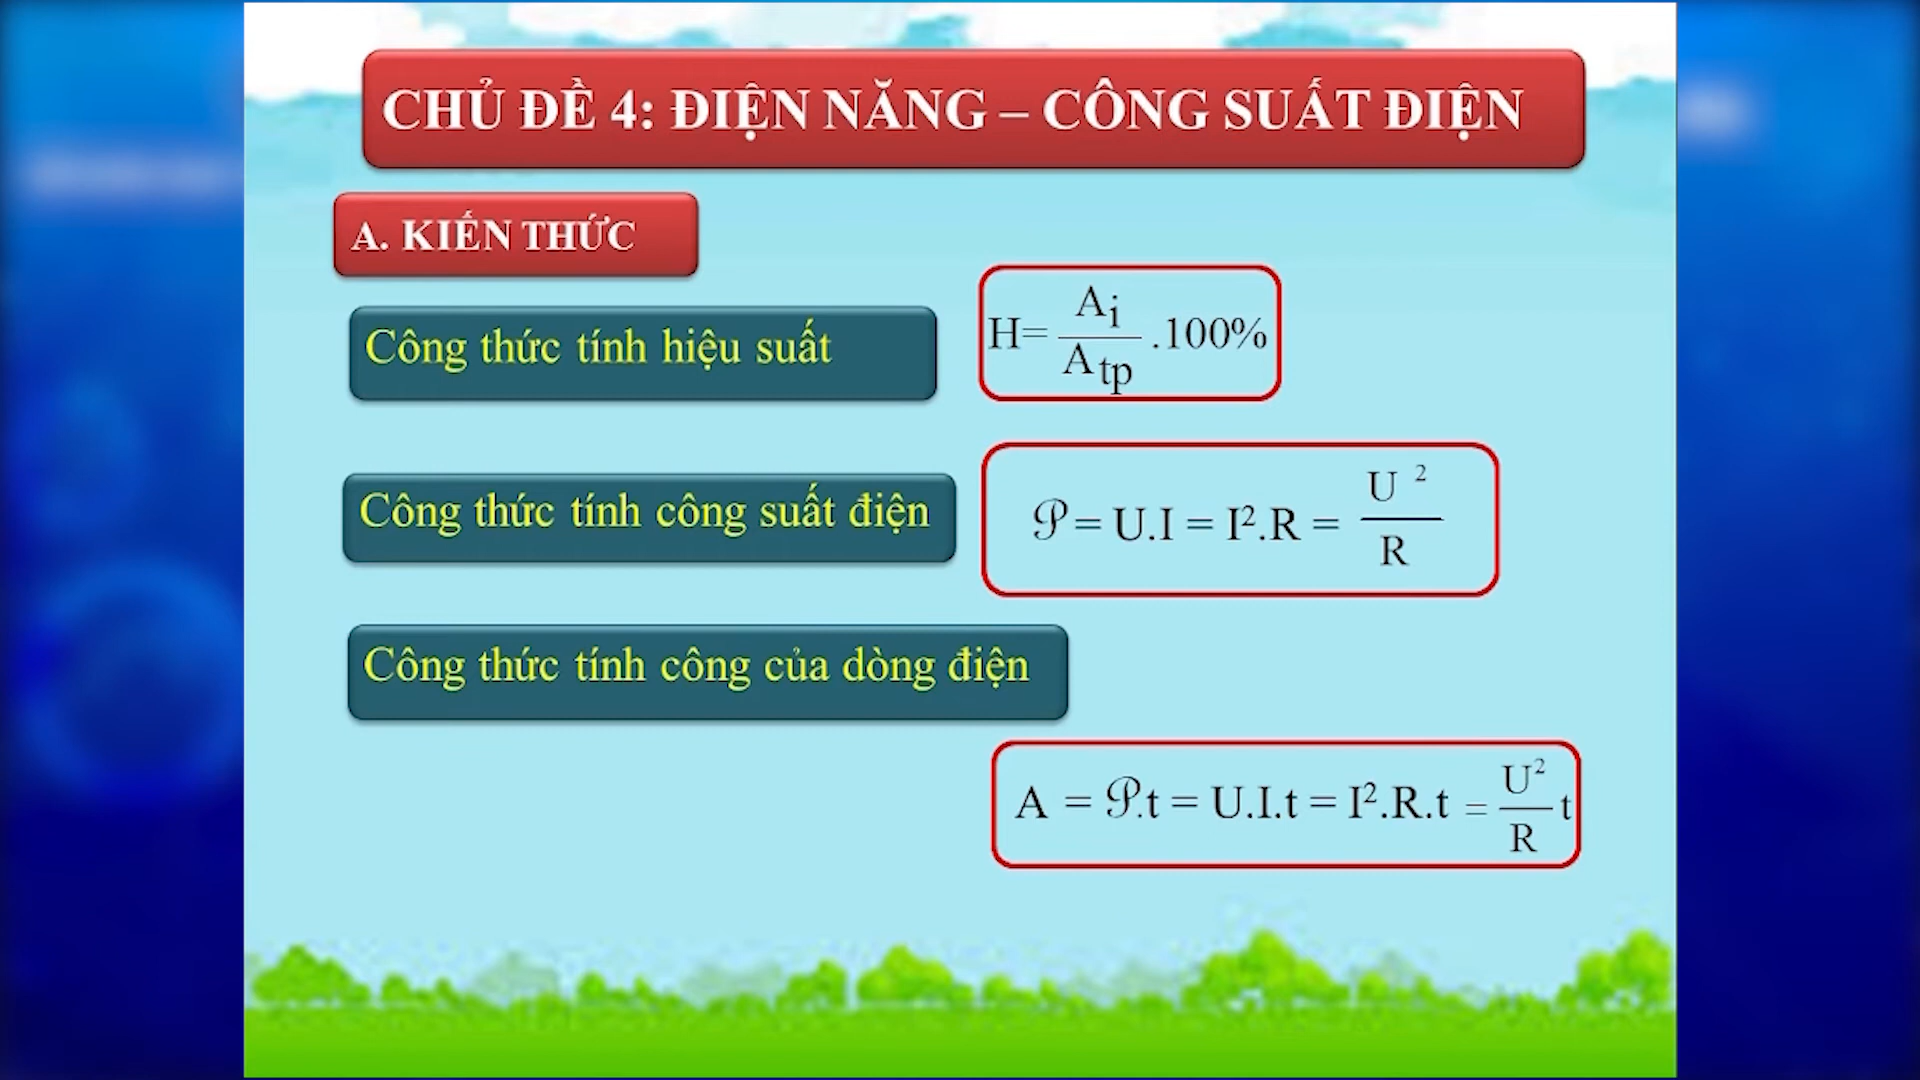 CHỦ ĐỀ 4: ĐIỆN NĂNG – CÔNG SUẤT ĐIỆN
A. KIẾN THỨC
Công thức tính hiệu suất
H= Ai / Atp .100%
Công thức tính công suất điện
𝒫 = U.I = I².R = U² / R
Công thức tính công của dòng điện
A = 𝒫.t = U.I.t = I².R.t = U² / R t